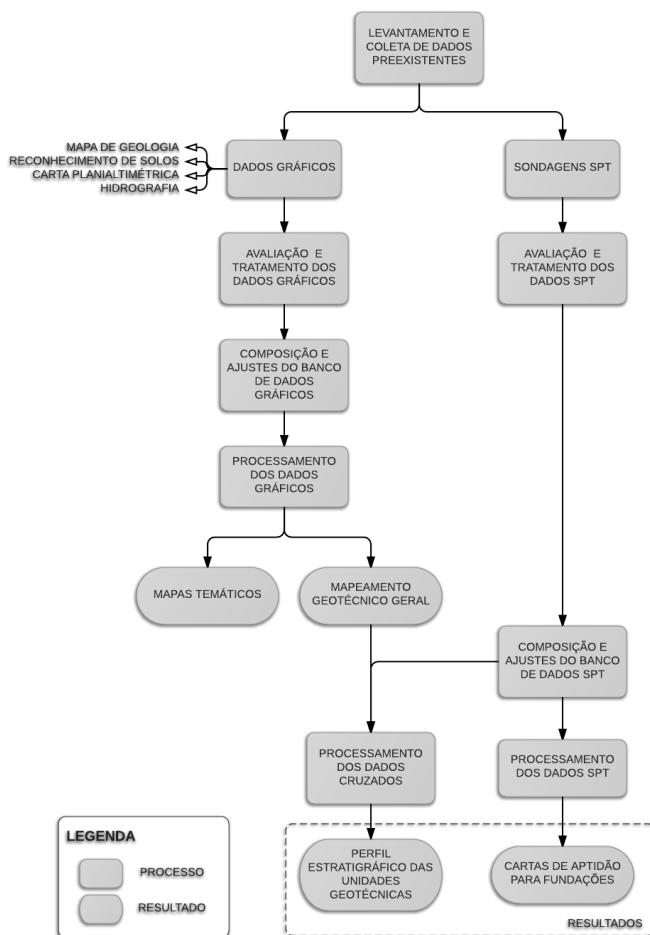 LEVANTAMENTO E
COLETA DE DADOS
PREEXISTENTES
MAPA DE GEOLOGIA
RECONHECIMENTO DE SOLOS
CARTA PLANIALTIMÉTRICA
HIDROGRAFIA
DADOS GRÁFICOS
SONDAGENS SPT
AVALIAÇÃO E
TRATAMENTO DOS
DADOS GRÁFICOS
AVALIAÇÃO E
TRATAMENTO DOS
DADOS SPT
COMPOSIÇÃO E
AJUSTES DO BANCO
DE DADOS
GRÁFICOS
PROCESSAMENTO
DOS DADOS
GRÁFICOS
MAPAS TEMÁTICOS
MAPEAMENTO
GEOTÉCNICO GERAL
COMPOSIÇÃO E
AJUSTES DO BANCO
DE DADOS SPT
PROCESSAMENTO
DOS DADOS
CRUZADOS
PROCESSAMENTO
DOS DADOS SPT
PERFIL
ESTRATIGRÁFICO DAS
UNIDADES
GEOTÉCNICAS
CARTAS DE APTIDÃO
PARA FUNDAÇÕES
RESULTADOS
LEGENDA
PROCESSO
RESULTADO